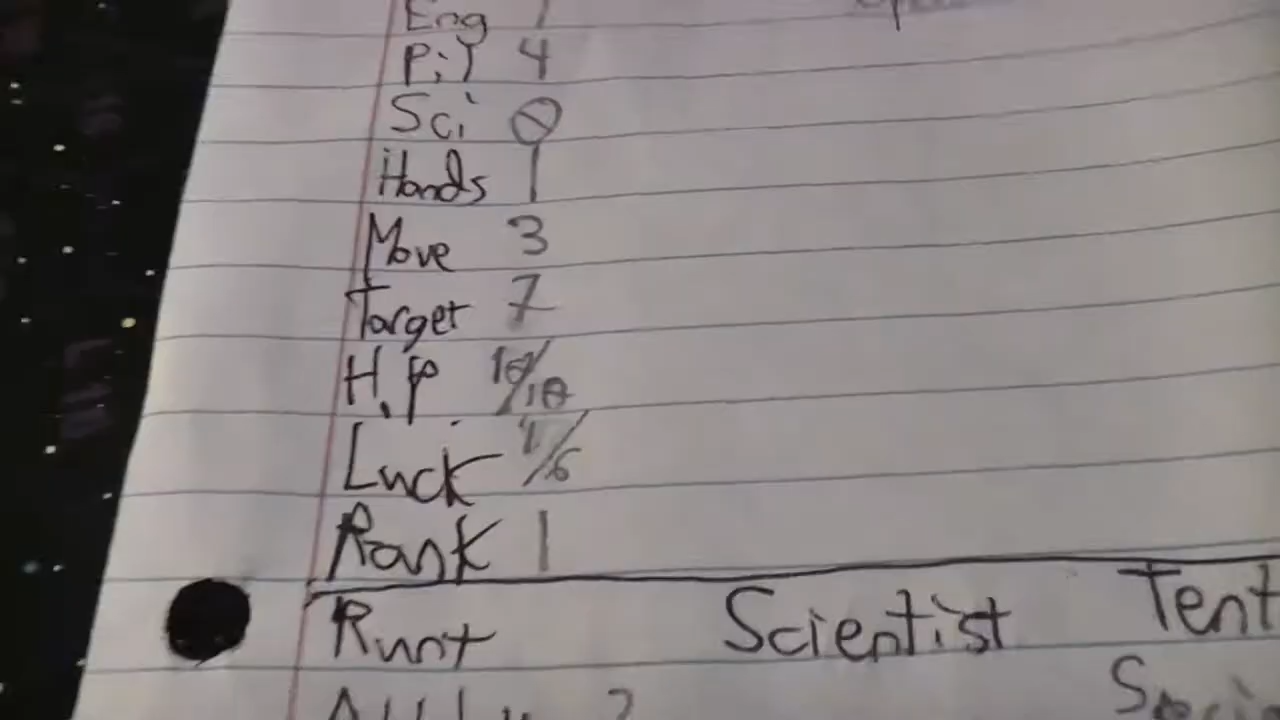 Eng 1
Pil 4
Sci 0
Hands 1
Move 3
Target 7
H.P 10/10
Luck 1/6
Rank 1
Runt Scientist Tent